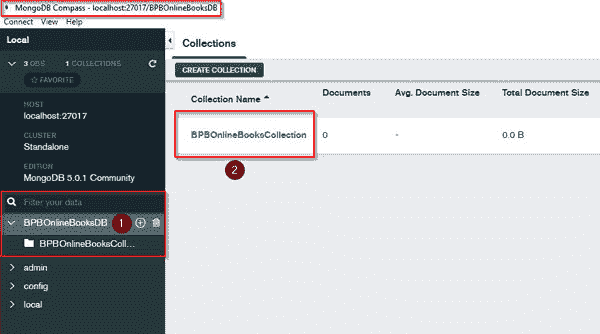 MongoDB Compass - localhost:27017/BPBOnlineBooksDB
Connect View Help
Local
3 DBS 1 COLLECTIONS
☆ FAVORITE
HOST
localhost:27017
CLUSTER
Standalone
EDITION
MongoDB 5.0.1 Community
Filter your data
BPBOnlineBooksDB 1
BPBOnlineBooksColl...
admin
config
local
Collections
CREATE COLLECTION
Collection Name Documents Avg. Document Size Total Document Size
BPBOnlineBooksCollection 0 - 0.0 B
2